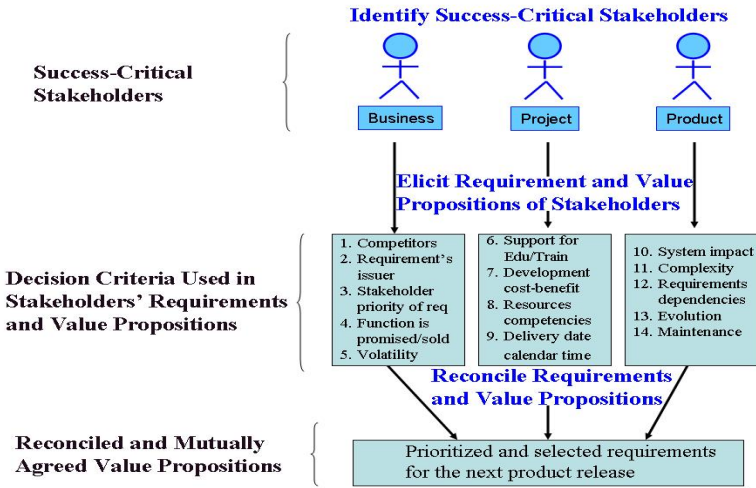 Identify Success-Critical Stakeholders
Success-Critical
Stakeholders
Business
Project
Product
Elicit Requirement and Value
Propositions of Stakeholders
Decision Criteria Used in
Stakeholders’ Requirements
and Value Propositions
1. Competitors
2. Requirement’s
issuer
3. Stakeholder
priority of req
4. Function is
promised/sold
5. Volatility
6. Support for
Edu/Train
7. Development
cost-benefit
8. Resources
competencies
9. Delivery date
calendar time
10. System impact
11. Complexity
12. Requirements
dependencies
13. Evolution
14. Maintenance
Reconcile Requirements
and Value Propositions
Reconciled and Mutually
Agreed Value Propositions
Prioritized and selected requirements
for the next product release